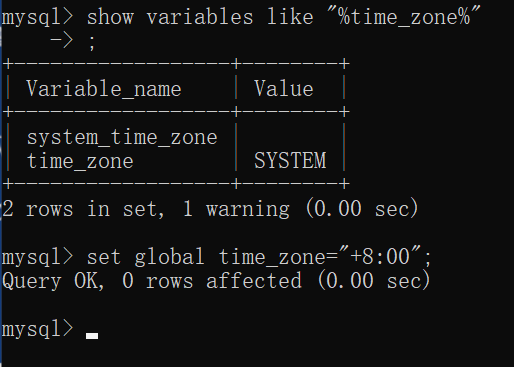 mysql> show variables like "%time_zone%"
    -> ;
+------------------+--------+
| Variable_name    | Value  |
+------------------+--------+
| system_time_zone |        |
| time_zone        | SYSTEM |
+------------------+--------+
2 rows in set, 1 warning (0.00 sec)
mysql> set global time_zone="+8:00";
Query OK, 0 rows affected (0.00 sec)
mysql>